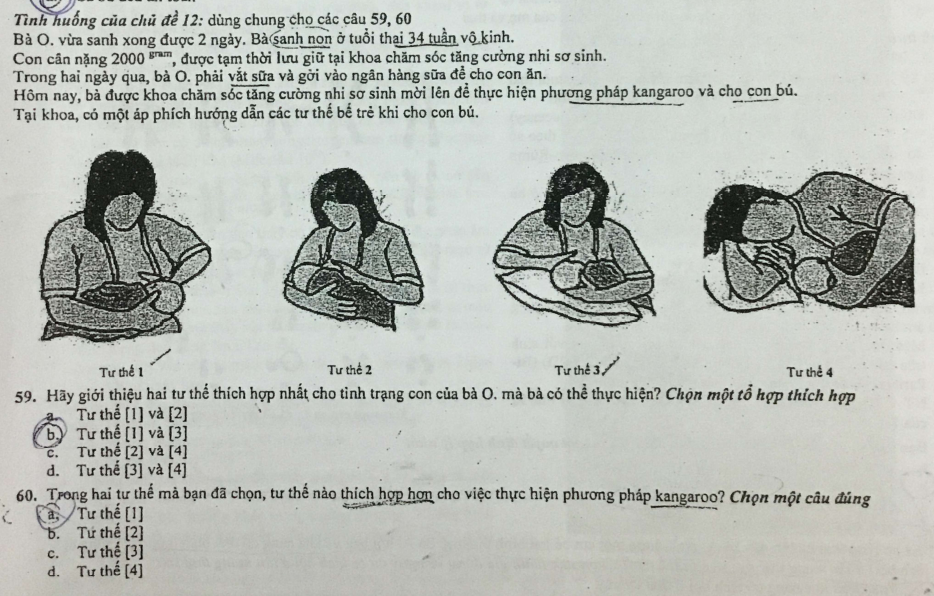 Tình huống của chủ đề 12: dùng chung cho các câu 59, 60
Bà O. vừa sanh xong được 2 ngày. Bà sanh non ở tuổi thai 34 tuần vô kinh.
Con cân nặng 2000 gram, được tạm thời lưu giữ tại khoa chăm sóc tăng cường nhi sơ sinh.
Trong hai ngày qua, bà O. phải vắt sữa và gởi vào ngân hàng sữa để cho con ăn.
Hôm nay, bà được khoa chăm sóc tăng cường nhi sơ sinh mời lên để thực hiện phương pháp kangaroo và cho con bú.
Tại khoa, có một áp phích hướng dẫn các tư thế bế trẻ khi cho con bú.
Tư thế 1 Tư thế 2 Tư thế 3 Tư thế 4
59. Hãy giới thiệu hai tư thế thích hợp nhất cho tình trạng con của bà O. mà bà có thể thực hiện? Chọn một tổ hợp thích hợp
a. Tư thế [1] và [2]
b. Tư thế [1] và [3]
c. Tư thế [2] và [4]
d. Tư thế [3] và [4]
60. Trong hai tư thế mà bạn đã chọn, tư thế nào thích hợp hơn cho việc thực hiện phương pháp kangaroo? Chọn một câu đúng
a. Tư thế [1]
b. Tư thế [2]
c. Tư thế [3]
d. Tư thế [4]